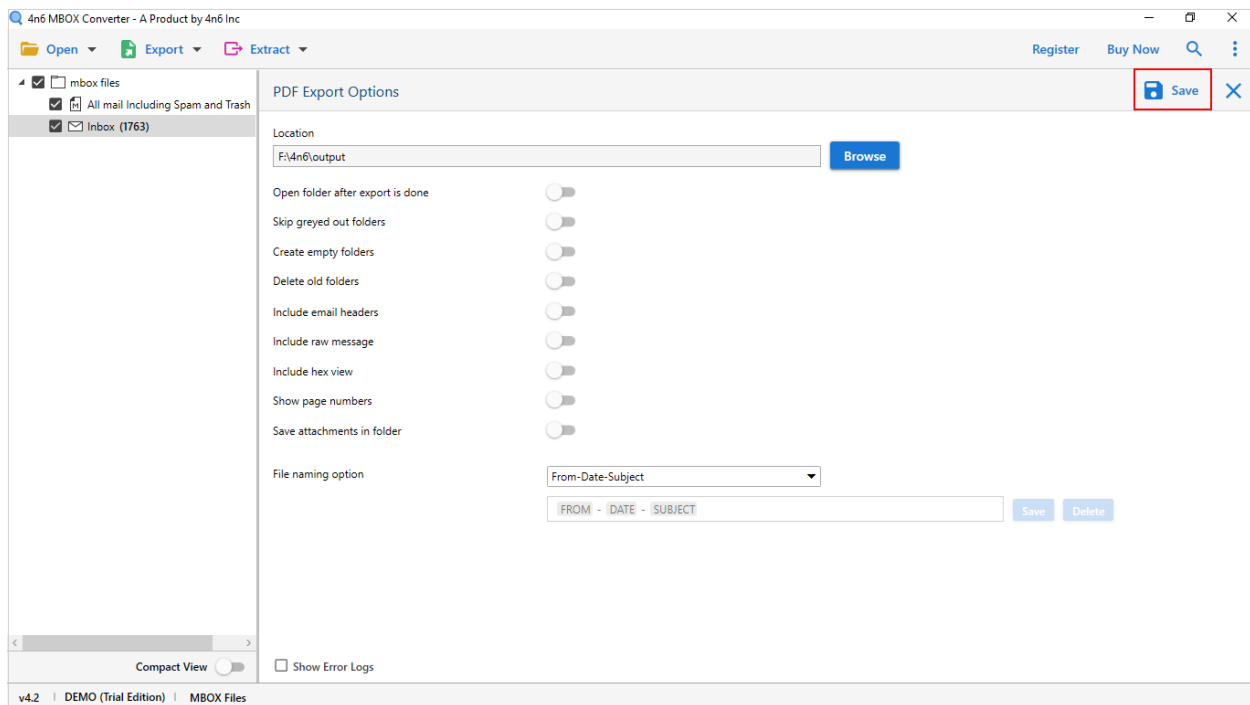 4n6 MBOX Converter - A Product by 4n6 Inc
Open Export Extract Register Buy Now
mbox files
All mail Including Spam and Trash
Inbox (1763)
PDF Export Options Save
Location
F:\4n6\output Browse
Open folder after export is done
Skip greyed out folders
Create empty folders
Delete old folders
Include email headers
Include raw message
Include hex view
Show page numbers
Save attachments in folder
File naming option From-Date-Subject
FROM - DATE - SUBJECT Save Delete
Compact View Show Error Logs
v4.2 | DEMO (Trial Edition) | MBOX Files